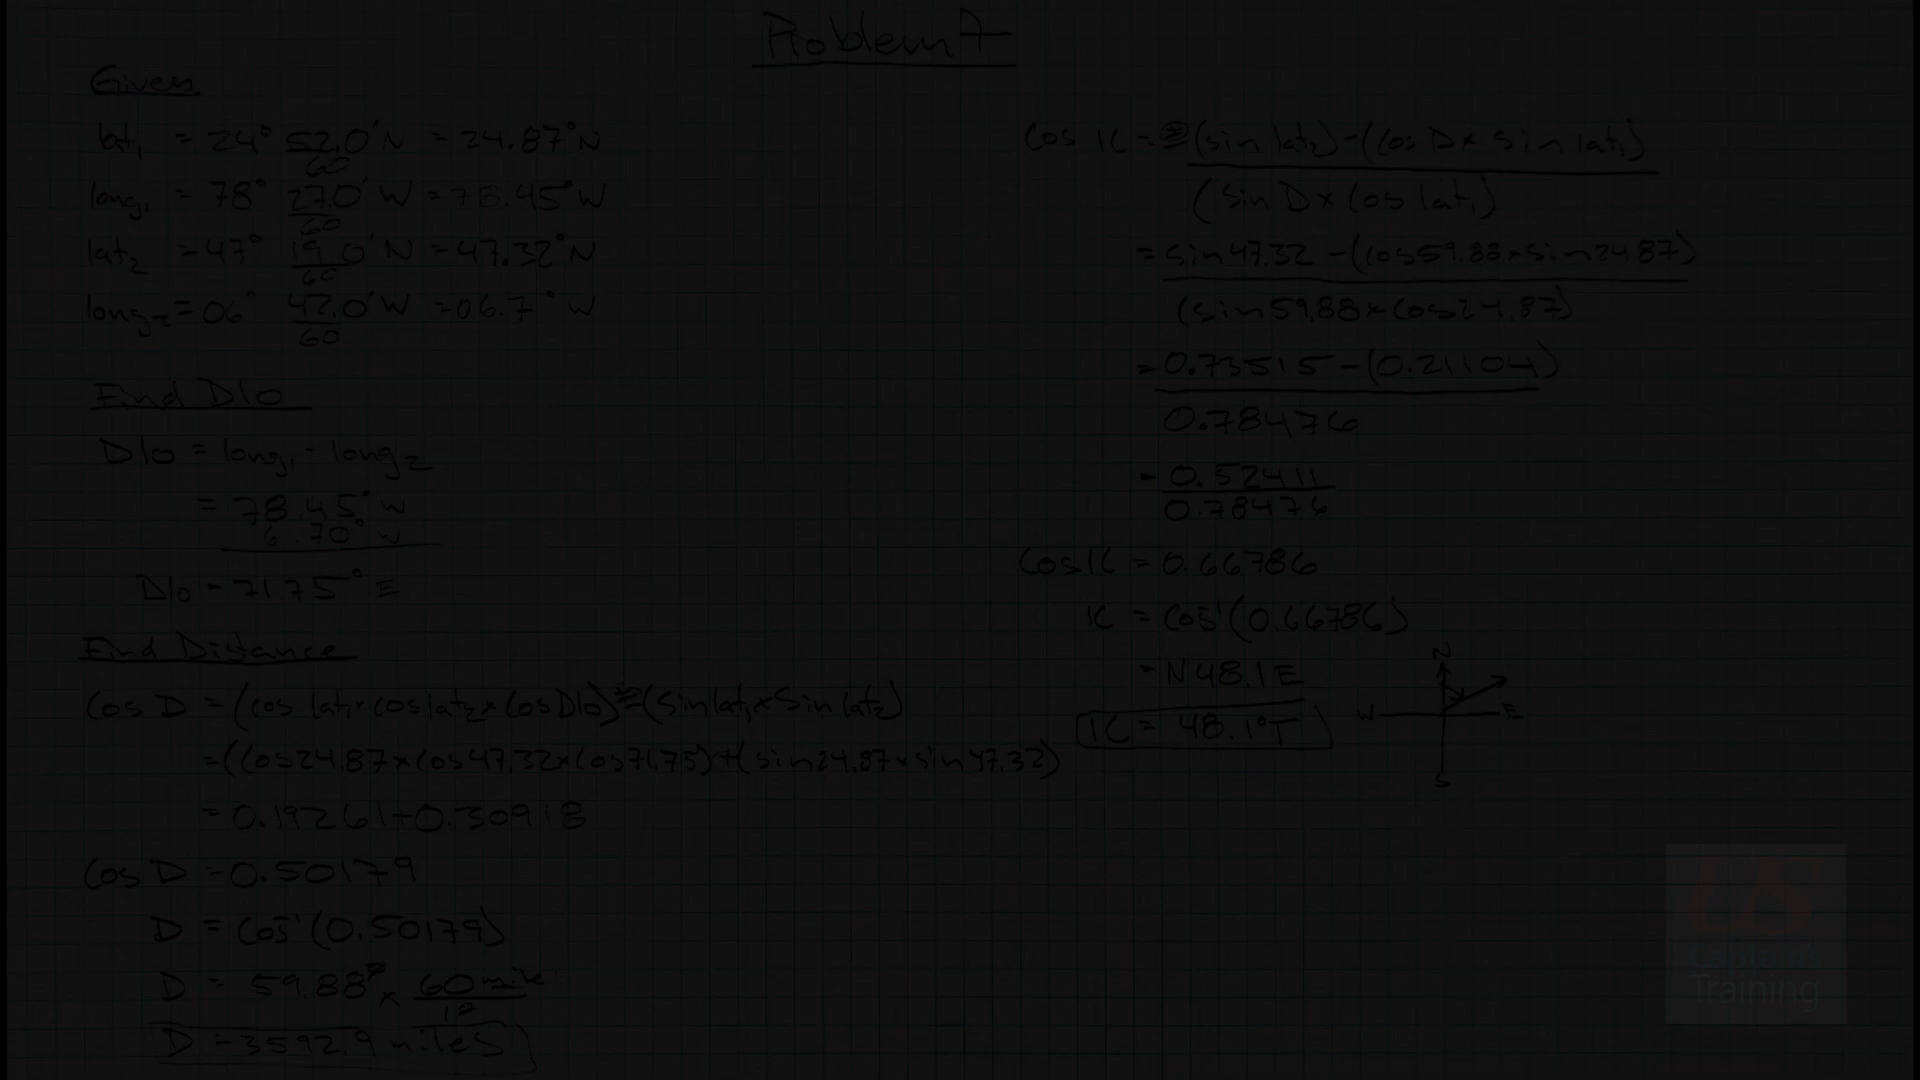 Problem 7
Given
lat₁ = 24° 52.0'/60 N = 24.87°N
long₁ = 78° 27.0'/60 W = 78.45°W
lat₂ = 47° 19.0'/60 N = 47.32°N
long₂ = 06° 42.0'/60 W = 06.7° W
Find Dlo
Dlo = long₁ - long₂
= 78.45° W
6.70° W
Dlo = 71.75° E
Find Distance
Cos D = (cos lat₁ × cos lat₂ × cos Dlo) ± (sin lat₁ × sin lat₂)
= (cos 24.87 × cos 47.32 × cos 71.75) + (sin 24.87 × sin 47.32)
= 0.19261 + 0.30918
Cos D = 0.50179
D = Cos⁻¹ (0.50179)
D = 59.88° × 60 mile/1°
D = 3592.9 miles
Cos IC = (sin lat₂) - (cos D × sin lat₁)
(sin D × cos lat₁)
= sin 47.32 - (cos 59.88 × sin 24.87)
(sin 59.88 × cos 24.87)
= 0.73515 - (0.21104)
0.78476
= 0.52411
0.78476
Cos IC = 0.66786
IC = Cos⁻¹ (0.66786)
= N 48.1 E
IC = 48.1°T
N
W E
S
Training